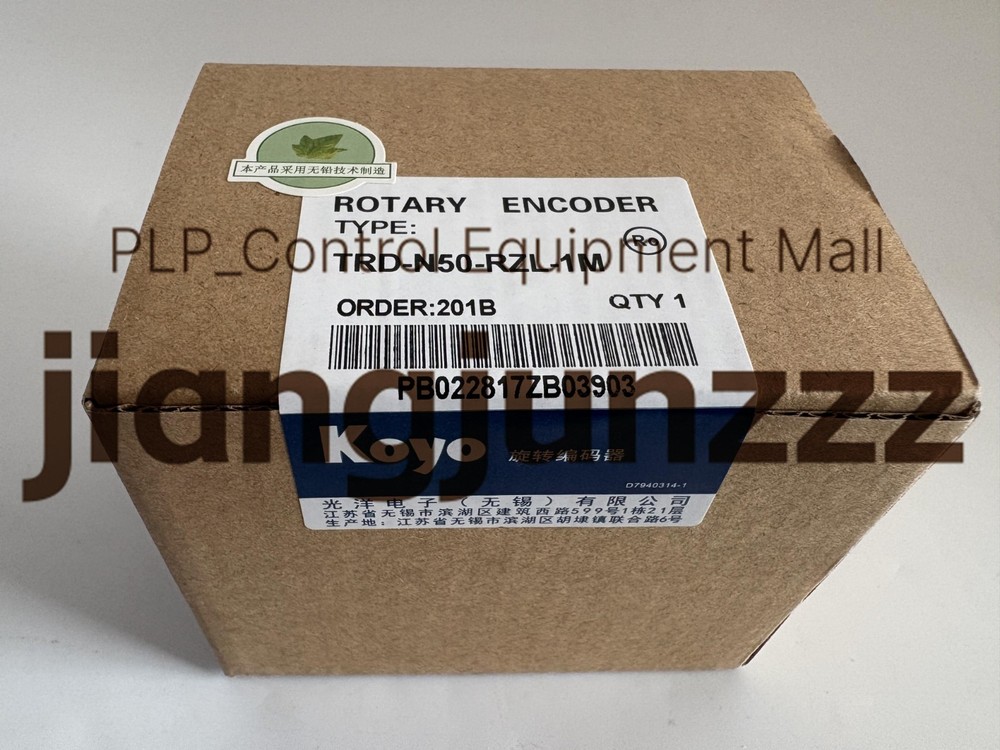 本产品采用无铅技术制造
ROTARY ENCODER
TYPE:
Ro
PLP_Control Equipment Mall
TRD-N50-RZL-1M
ORDER:201B QTY 1
jiangjunzzz
PB022817ZB03903
Koyo 旋转编码器
D7940314-1
光洋电子（无锡）有限公司
江苏省无锡市滨湖区建筑西路599号1栋21层
生产地：江苏省无锡市滨湖区胡埭镇联合路6号